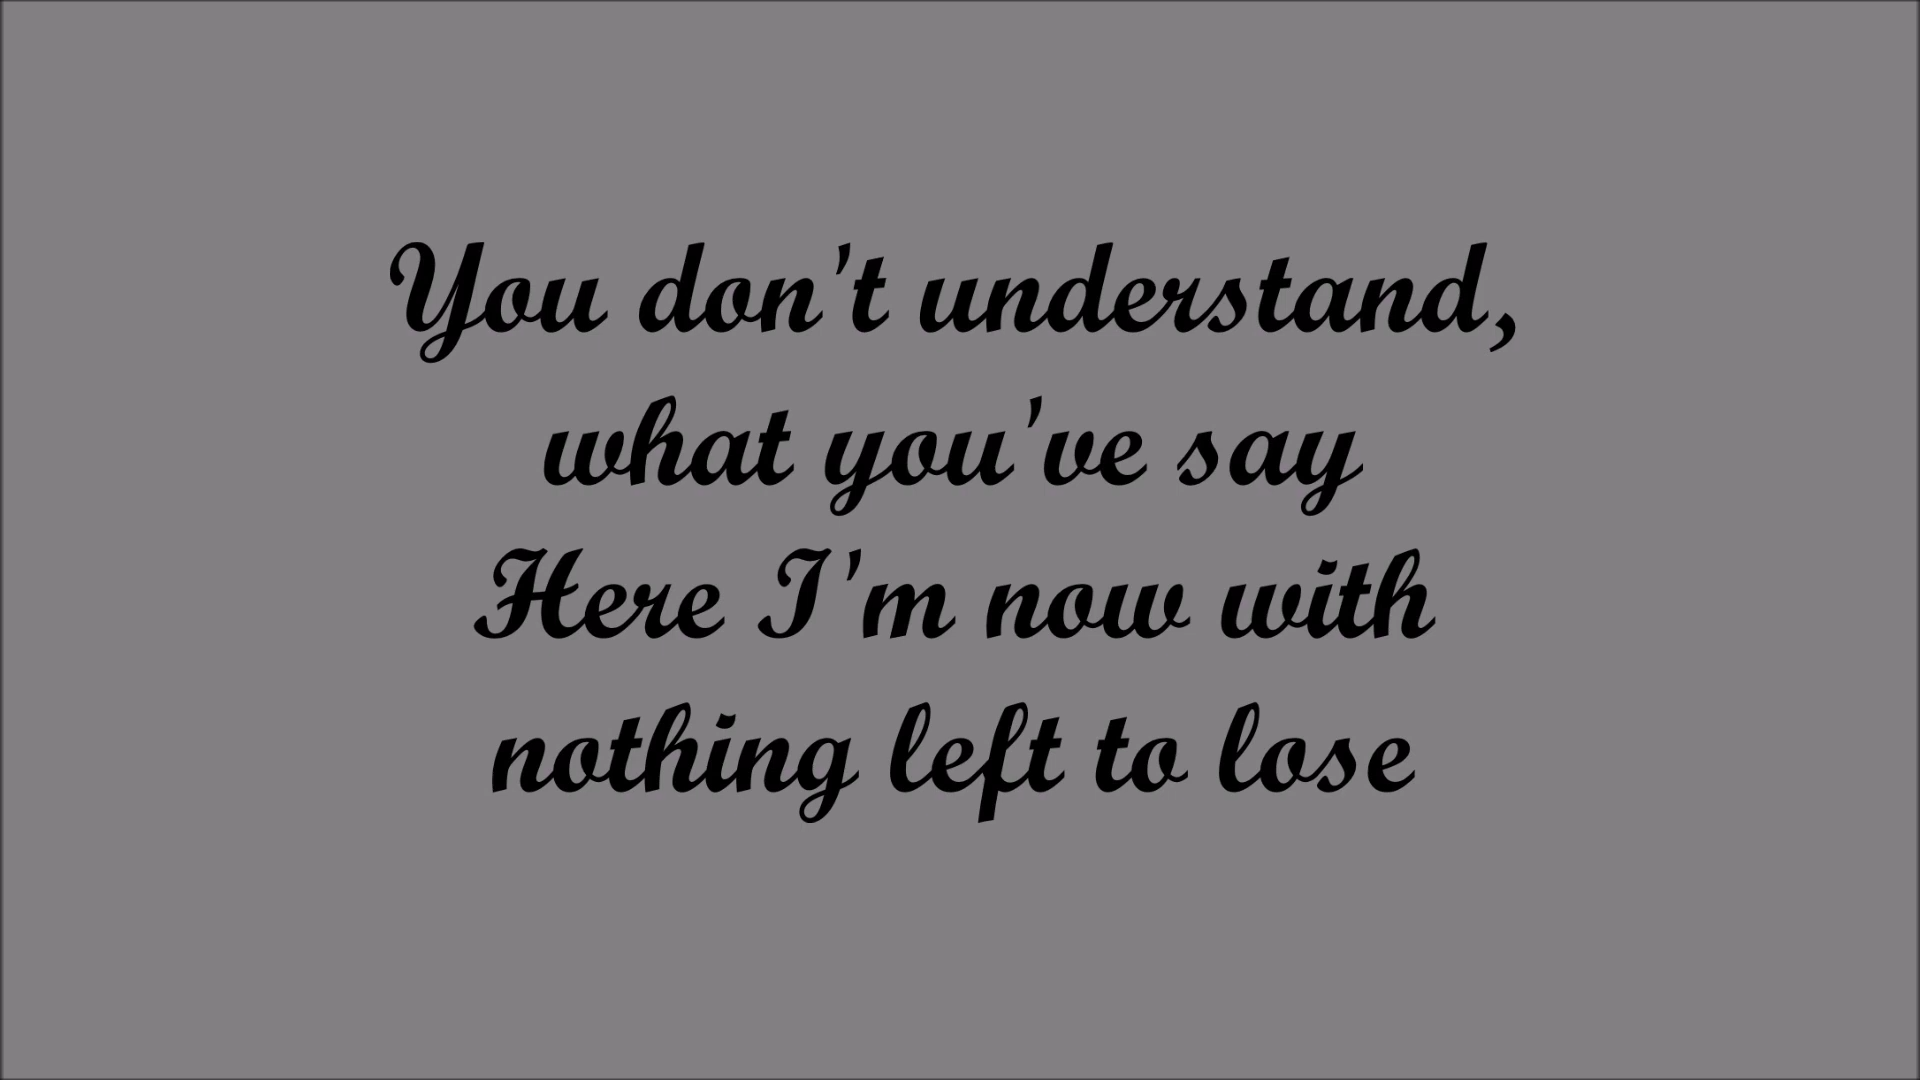 You don't understand,
what you've say
Here I'm now with
nothing left to lose